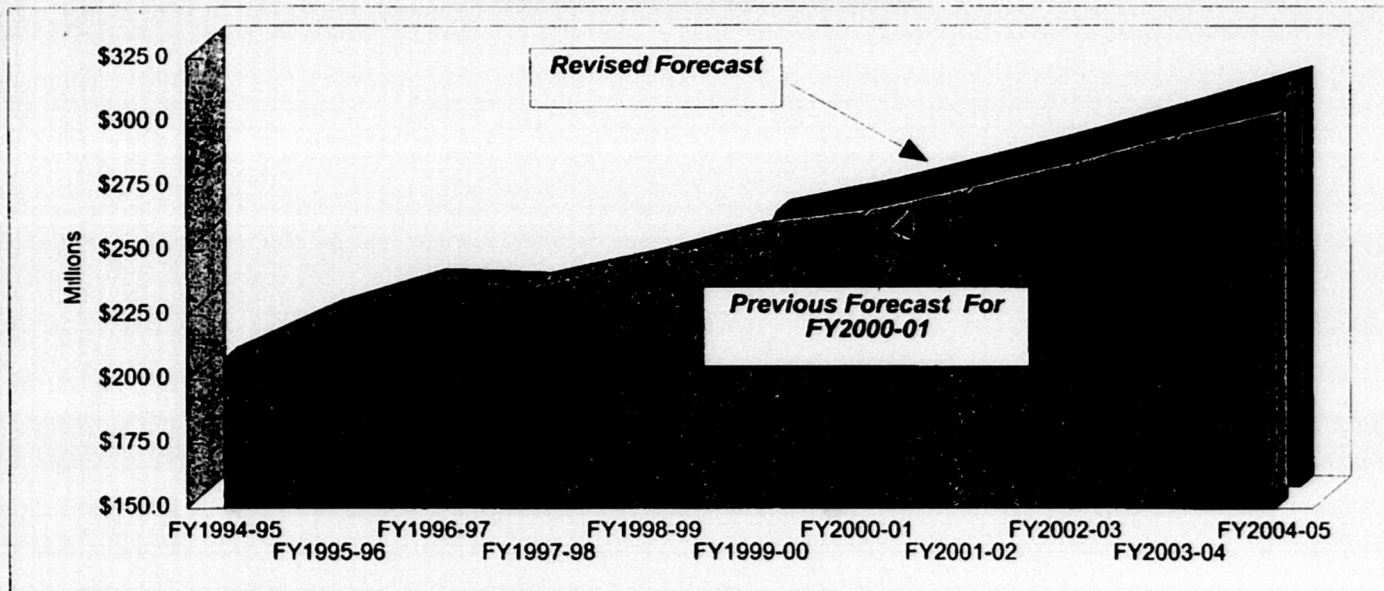 Revised Forecast
Previous Forecast For
FY2000-01
Millions
$325 0
$300 0
$275 0
$250 0
$225 0
$200 0
$175 0
$150.0
FY1994-95
FY1995-96
FY1996-97
FY1997-98
FY1998-99
FY1999-00
FY2000-01
FY2001-02
FY2002-03
FY2003-04
FY2004-05